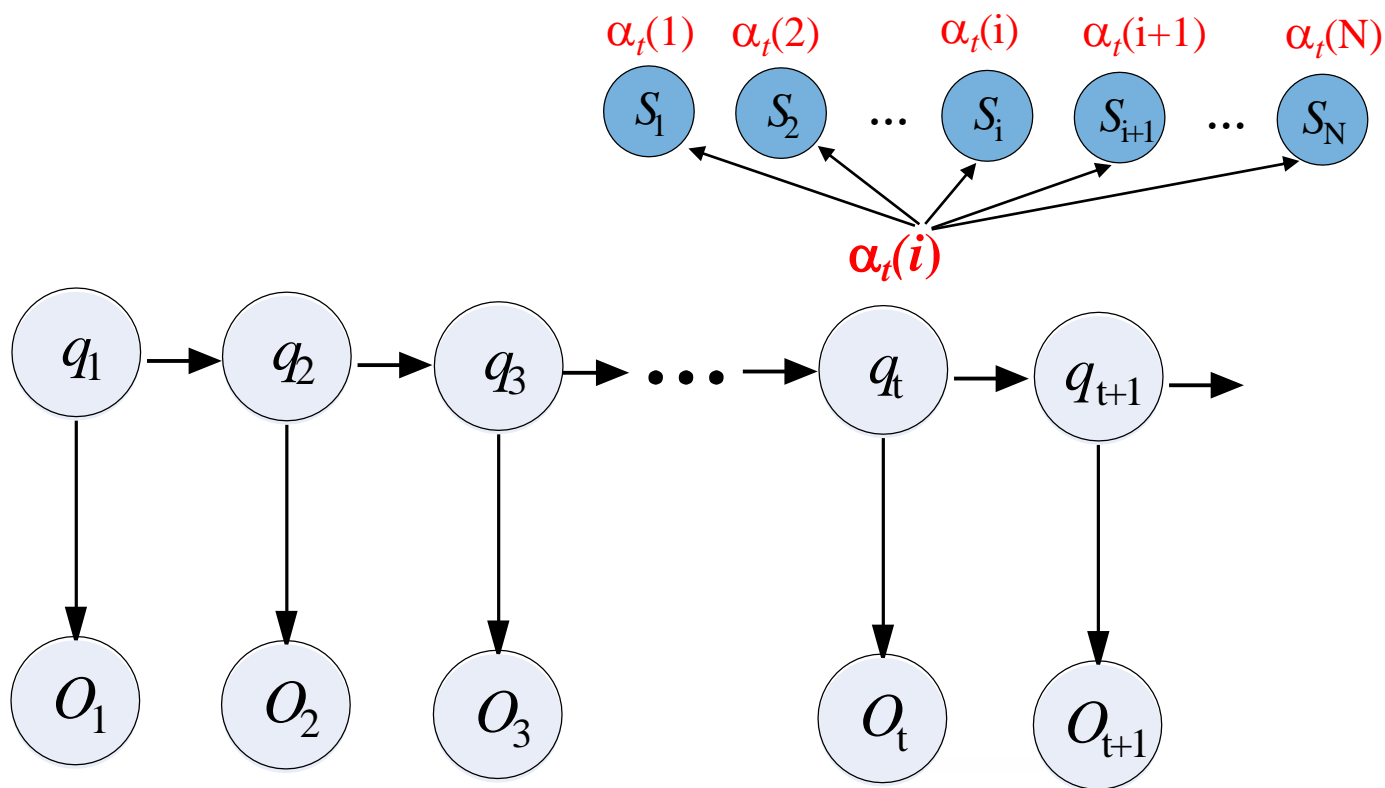 αt(1) αt(2) αt(i) αt(i+1) αt(N)
S1 S2 ... Si Si+1 ... SN
αt(i)
q1 q2 q3 ... qt qt+1
O1 O2 O3 Ot Ot+1